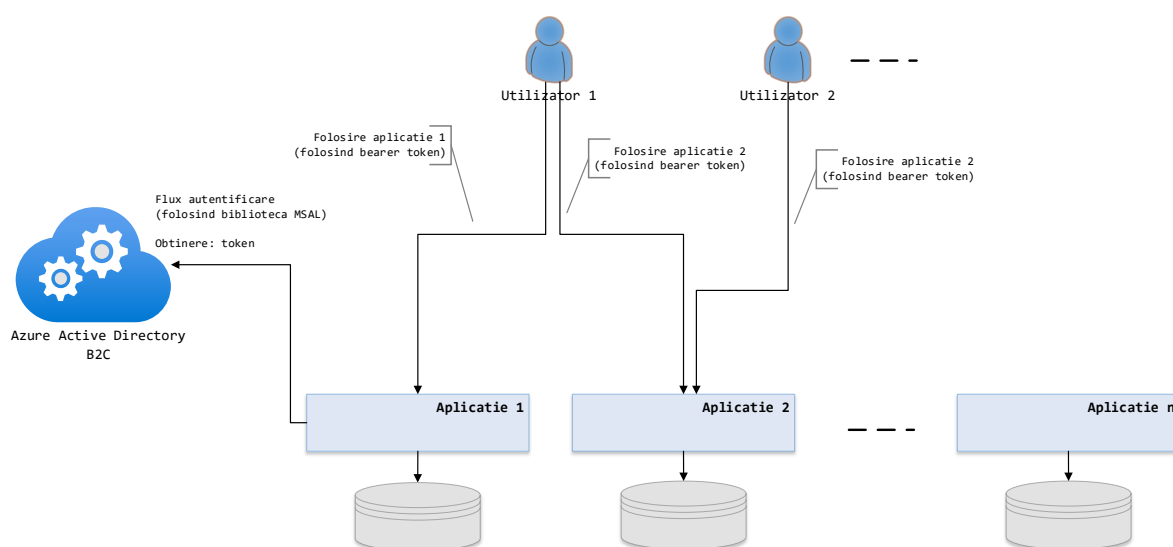 Utilizator 1
Utilizator 2
Folosire aplicatie 1
(folosind bearer token)
Folosire aplicatie 2
(folosind bearer token)
Folosire aplicatie 2
(folosind bearer token)
Flux autentificare
(folosind biblioteca MSAL)
Obtinere: token
Azure Active Directory
B2C
Aplicatie 1
Aplicatie 2
Aplicatie n